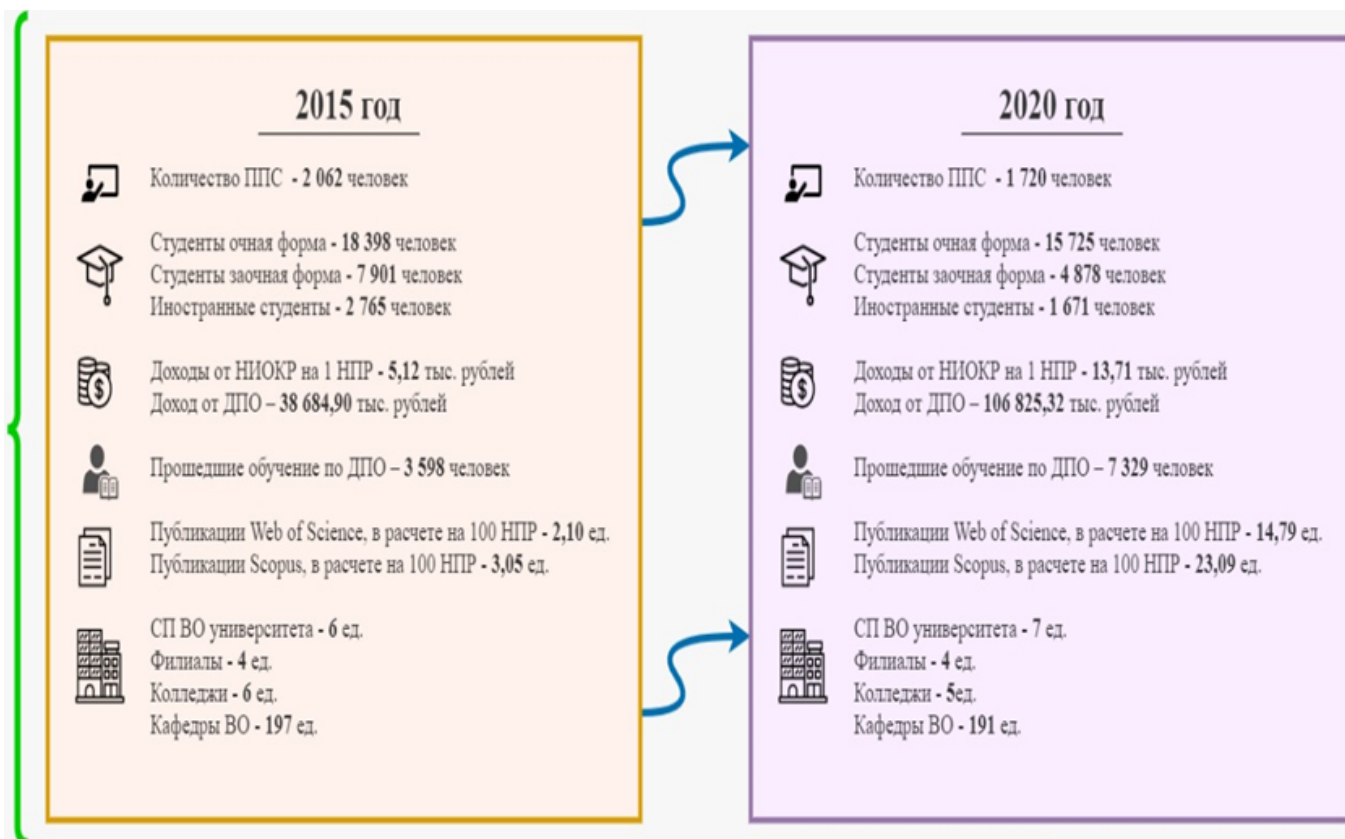 2015 год
Количество ППС - 2 062 человек
Студенты очная форма - 18 398 человек
Студенты заочная форма - 7 901 человек
Иностранные студенты - 2 765 человек
Доходы от НИОКР на 1 НПР - 5,12 тыс. рублей
Доход от ДПО – 38 684,90 тыс. рублей
Прошедшие обучение по ДПО – 3 598 человек
Публикации Web of Science, в расчете на 100 НПР - 2,10 ед.
Публикации Scopus, в расчете на 100 НПР - 3,05 ед.
СП ВО университета - 6 ед.
Филиалы - 4 ед.
Колледжи - 6 ед.
Кафедры ВО - 197 ед.
2020 год
Количество ППС - 1 720 человек
Студенты очная форма - 15 725 человек
Студенты заочная форма - 4 878 человек
Иностранные студенты - 1 671 человек
Доходы от НИОКР на 1 НПР - 13,71 тыс. рублей
Доход от ДПО – 106 825,32 тыс. рублей
Прошедшие обучение по ДПО – 7 329 человек
Публикации Web of Science, в расчете на 100 НПР - 14,79 ед.
Публикации Scopus, в расчете на 100 НПР - 23,09 ед.
СП ВО университета - 7 ед.
Филиалы - 4 ед.
Колледжи - 5ед.
Кафедры ВО - 191 ед.